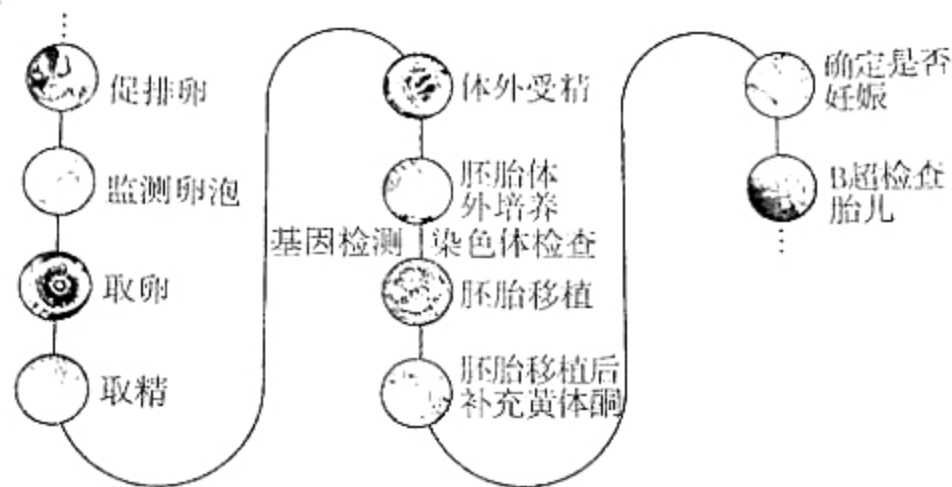 促排卵
监测卵泡
取卵
取精
体外受精
胚胎体
外培养
基因检测
染色体检查
胚胎移植
胚胎移植后
补充黄体酮
确定是否
妊娠
B超检查
胎儿